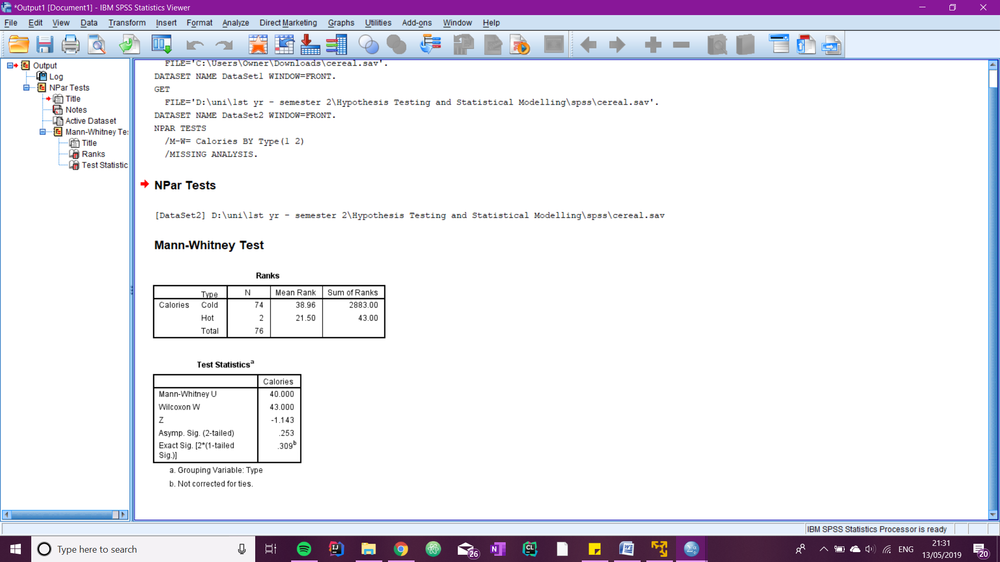 *Output1 [Document1] - IBM SPSS Statistics Viewer
File Edit View Data Transform Insert Format Analyze Direct Marketing Graphs Utilities Add-ons Window Help
Output
Log
NPar Tests
Title
Notes
Active Dataset
Mann-Whitney Te
Title
Ranks
Test Statistic
FILE='C:\Users\Owner\Downloads\cereal.sav'.
DATASET NAME DataSet1 WINDOW=FRONT.
GET
FILE='D:\uni\1st yr - semester 2\Hypothesis Testing and Statistical Modelling\spss\cereal.sav'.
DATASET NAME DataSet2 WINDOW=FRONT.
NPAR TESTS
/M-W= Calories BY Type(1 2)
/MISSING ANALYSIS.
NPar Tests
[DataSet2] D:\uni\1st yr - semester 2\Hypothesis Testing and Statistical Modelling\spss\cereal.sav
Mann-Whitney Test
Ranks
Type N Mean Rank Sum of Ranks
Calories Cold 74 38.96 2883.00
Hot 2 21.50 43.00
Total 76
Test Statisticsa
Calories
Mann-Whitney U 40.000
Wilcoxon W 43.000
Z -1.143
Asymp. Sig. (2-tailed) .253
Exact Sig. [2*(1-tailed .309b
Sig.)]
a. Grouping Variable: Type
b. Not corrected for ties.
IBM SPSS Statistics Processor is ready
Type here to search
26
ENG
21:31
13/05/2019
20